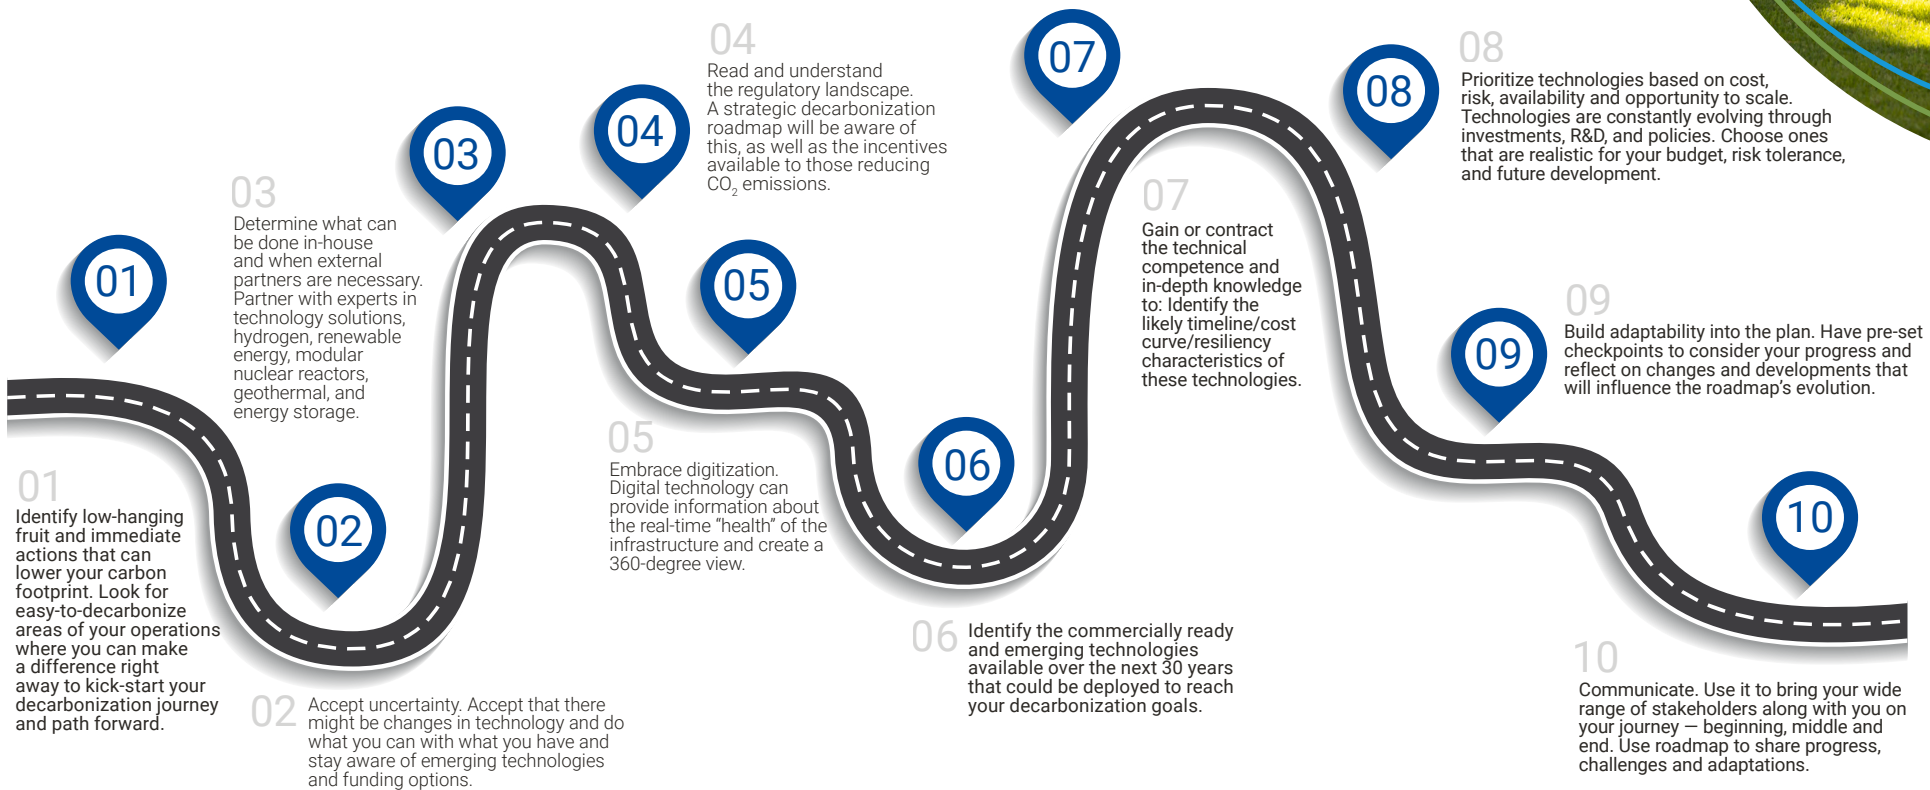 01
01
Identify low-hanging
fruit and immediate
actions that can
lower your carbon
footprint. Look for
easy-to-decarbonize
areas of your operations
where you can make
a difference right
away to kick-start your
decarbonization journey
and path forward.
02
02
Accept uncertainty. Accept that there
might be changes in technology and do
what you can with what you have and
stay aware of emerging technologies
and funding options.
03
03
Determine what can
be done in-house
and when external
partners are necessary.
Partner with experts in
technology solutions,
hydrogen, renewable
energy, modular
nuclear reactors,
geothermal, and
energy storage.
04
04
Read and understand
the regulatory landscape.
A strategic decarbonization
roadmap will be aware of
this, as well as the incentives
available to those reducing
CO₂ emissions.
05
05
Embrace digitization.
Digital technology can
provide information about
the real-time “health” of the
infrastructure and create a
360-degree view.
06
06
Identify the commercially ready
and emerging technologies
available over the next 30 years
that could be deployed to reach
your decarbonization goals.
07
07
Gain or contract
the technical
competence and
in-depth knowledge
to: Identify the
likely timeline/cost
curve/resiliency
characteristics of
these technologies.
08
08
Prioritize technologies based on cost,
risk, availability and opportunity to scale.
Technologies are constantly evolving through
investments, R&D, and policies. Choose ones
that are realistic for your budget, risk tolerance,
and future development.
09
09
Build adaptability into the plan. Have pre-set
checkpoints to consider your progress and
reflect on changes and developments that
will influence the roadmap’s evolution.
10
10
Communicate. Use it to bring your wide
range of stakeholders along with you on
your journey — beginning, middle and
end. Use roadmap to share progress,
challenges and adaptations.